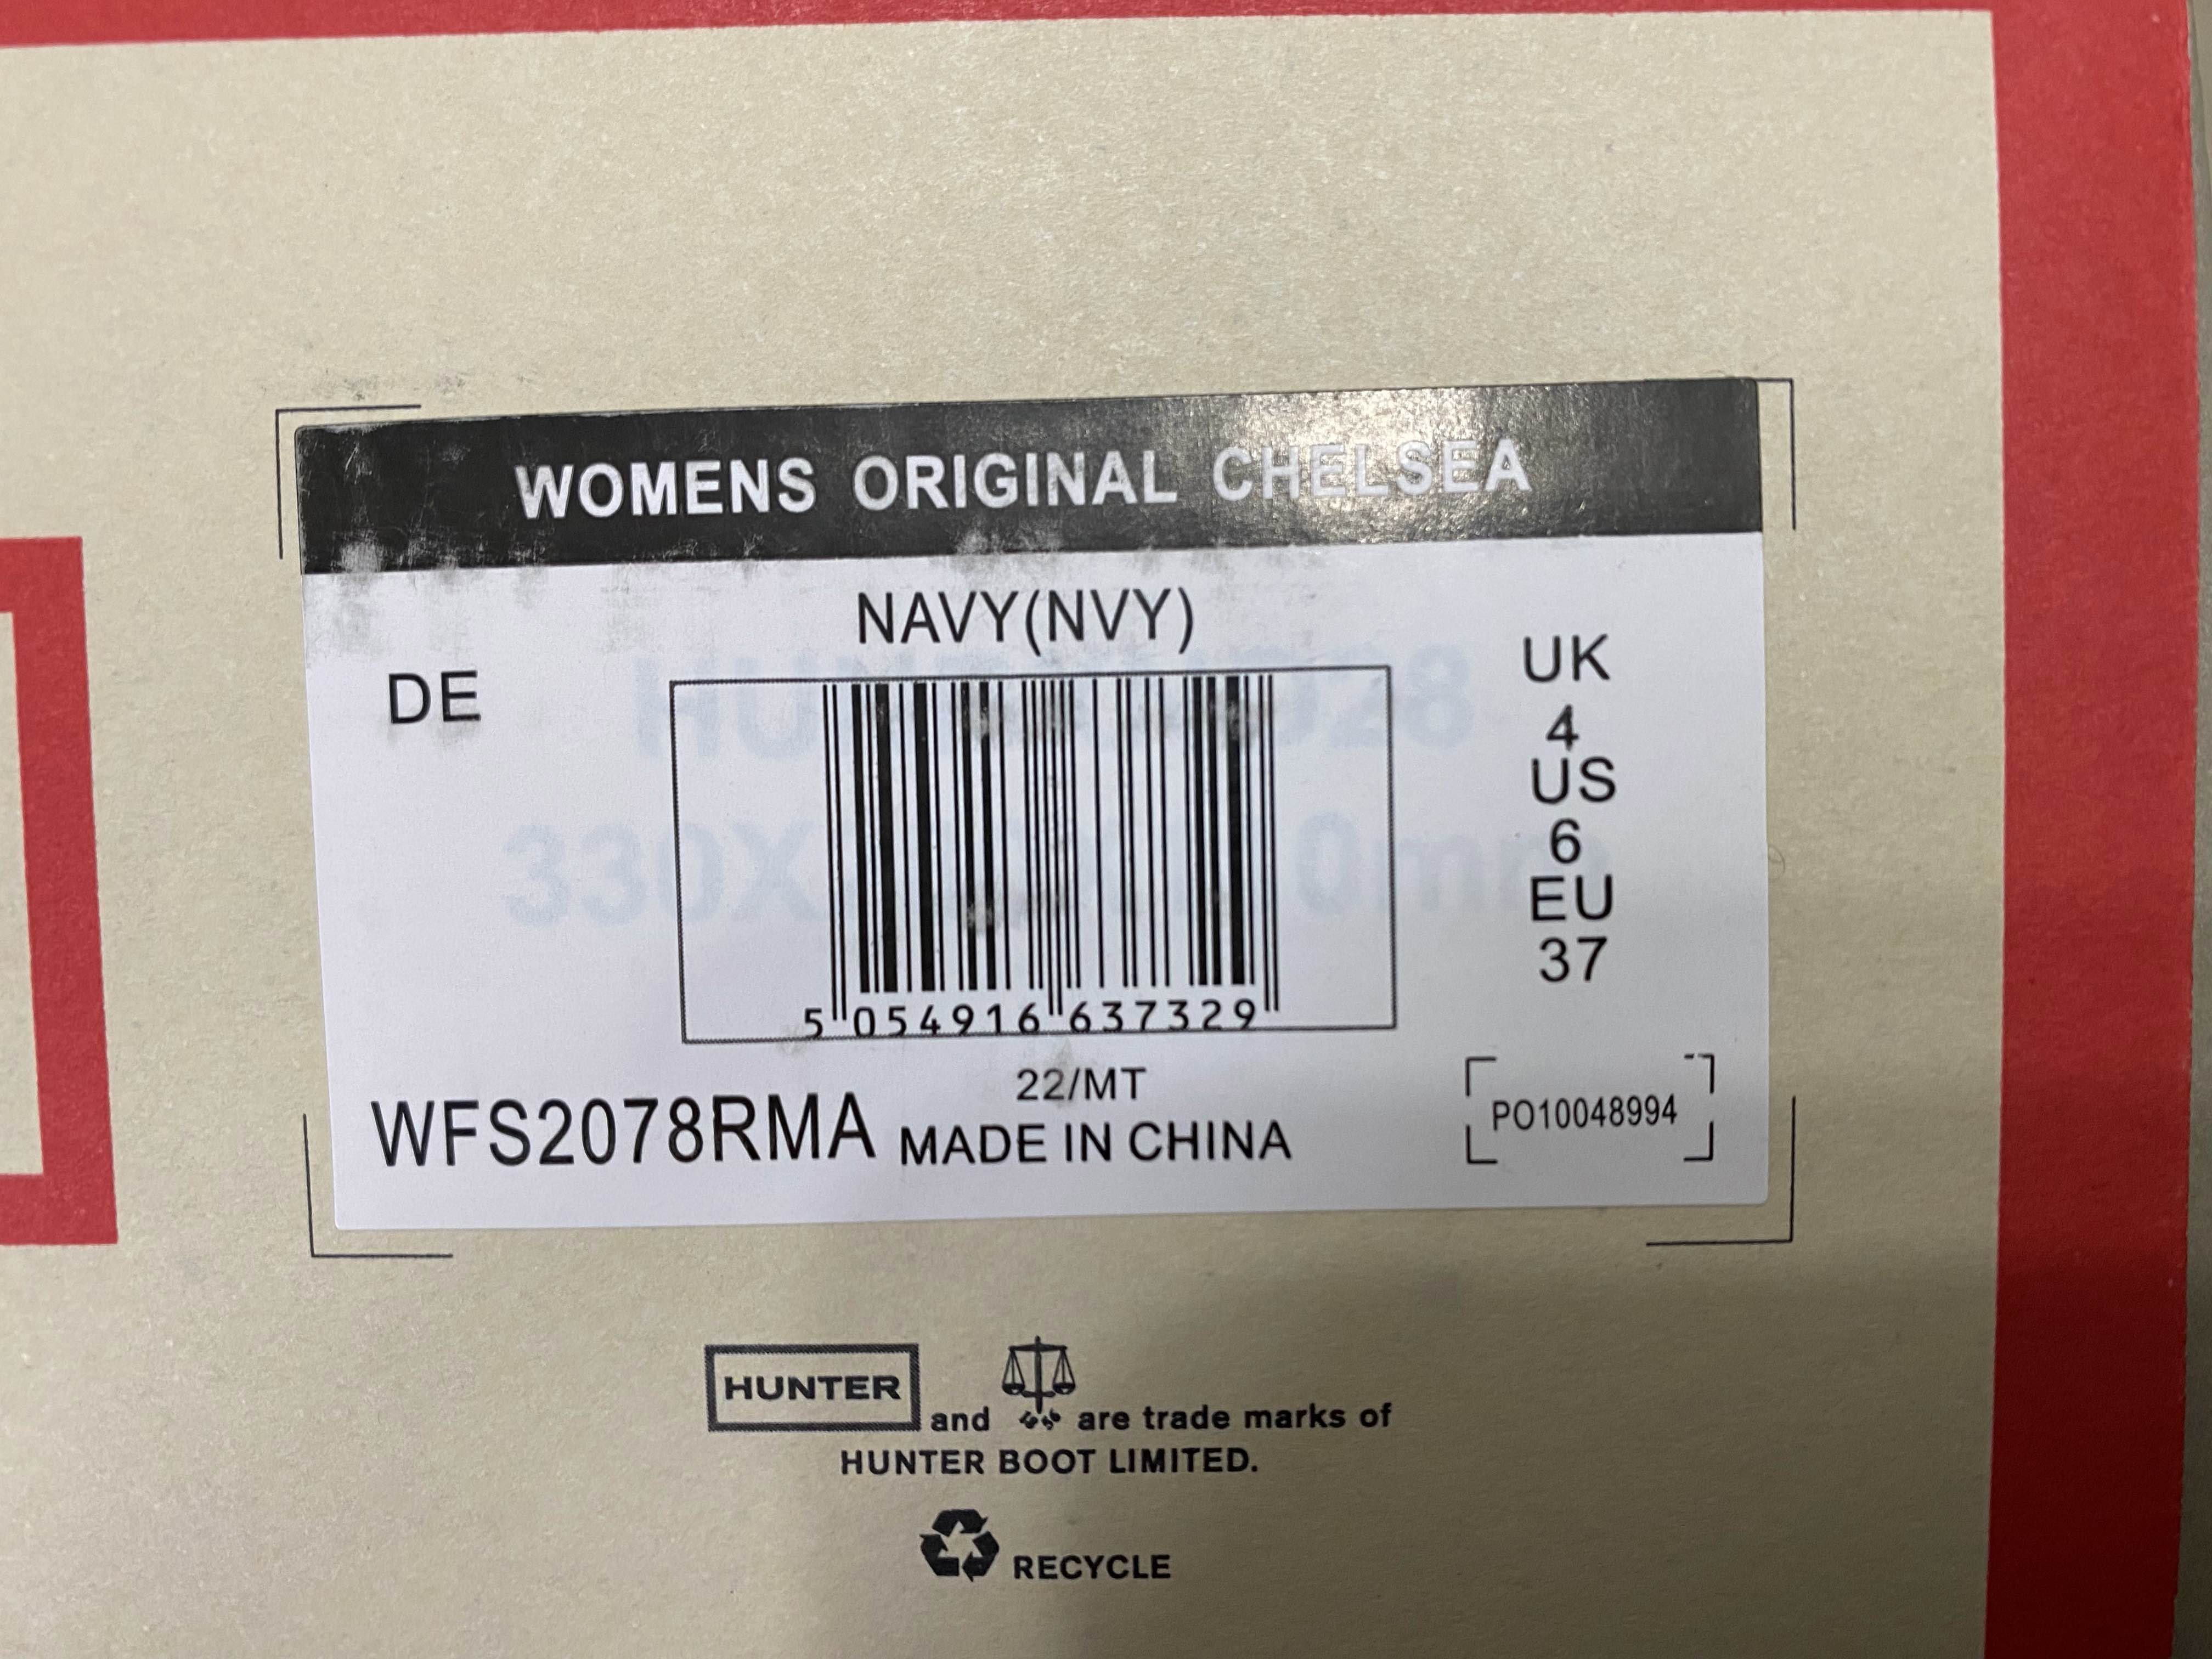 WOMENS ORIGINAL CHELSEA
NAVY(NVY)
DE
UK
4
US
6
EU
37
5 054916 637329
22/MT
WFS2078RMA MADE IN CHINA
PO10048994
HUNTER and are trade marks of
HUNTER BOOT LIMITED.
RECYCLE